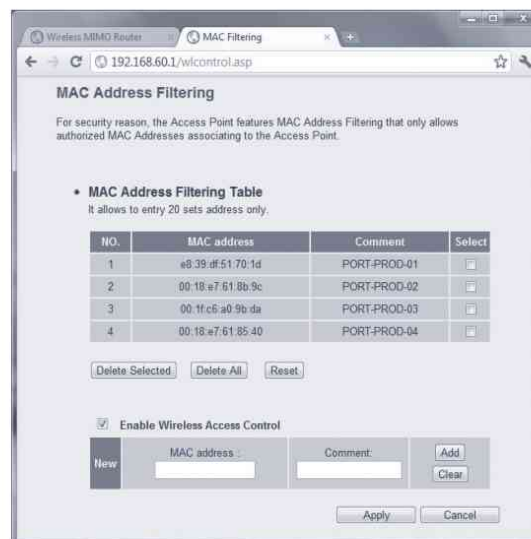 Wireless MIMO Router
MAC Filtering
192.168.60.1/wlcontrol.asp
MAC Address Filtering
For security reason, the Access Point features MAC Address Filtering that only allows
authorized MAC Addresses associating to the Access Point.
• MAC Address Filtering Table
It allows to entry 20 sets address only.
NO. MAC address Comment Select
1 e8:39:df:51:70:1d PORT-PROD-01
2 00:18:e7:61:8b:9c PORT-PROD-02
3 00:1f:c6:a0:9b:da PORT-PROD-03
4 00:18:e7:61:85:40 PORT-PROD-04
Delete Selected Delete All Reset
Enable Wireless Access Control
New MAC address : Comment: Add
Clear
Apply Cancel